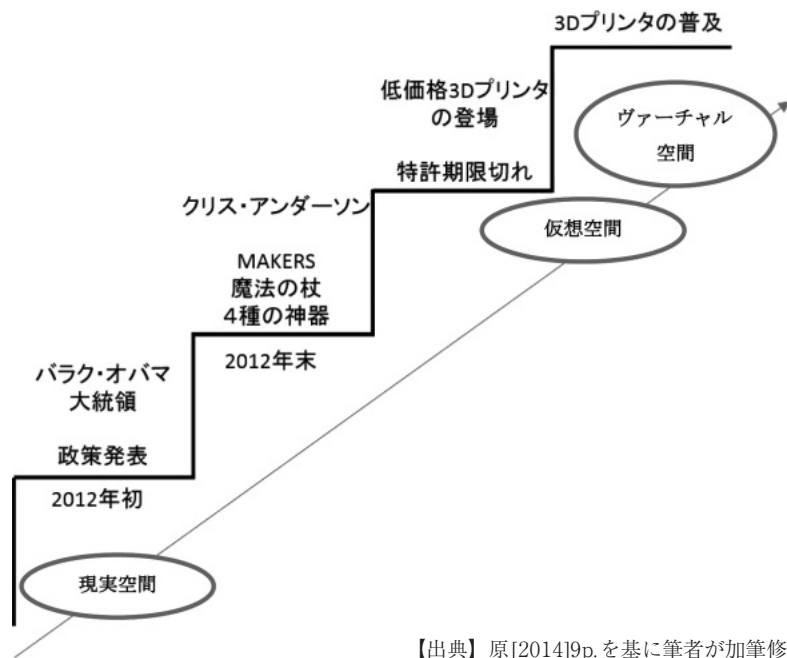 3Dプリンタの普及
低価格3Dプリンタ
の登場
ヴァーチャル
空間
特許期限切れ
クリス・アンダーソン
仮想空間
MAKERS
魔法の杖
4種の神器
2012年末
バラク・オバマ
大統領
政策発表
2012年初
現実空間
【出典】原[2014]9p.を基に筆者が加筆修